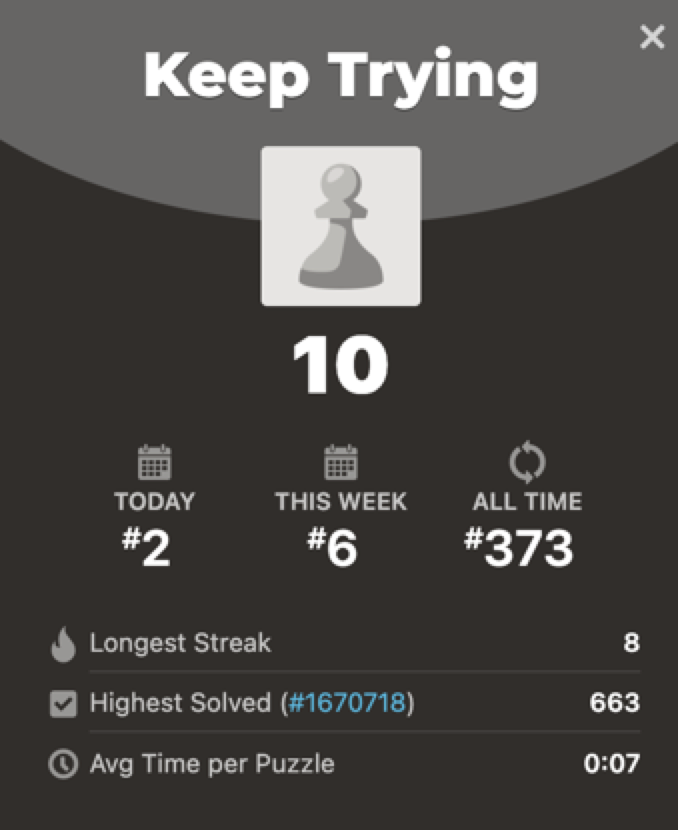 Keep Trying
10
TODAY THIS WEEK ALL TIME
#2 #6 #373
Longest Streak 8
Highest Solved (#1670718) 663
Avg Time per Puzzle 0:07